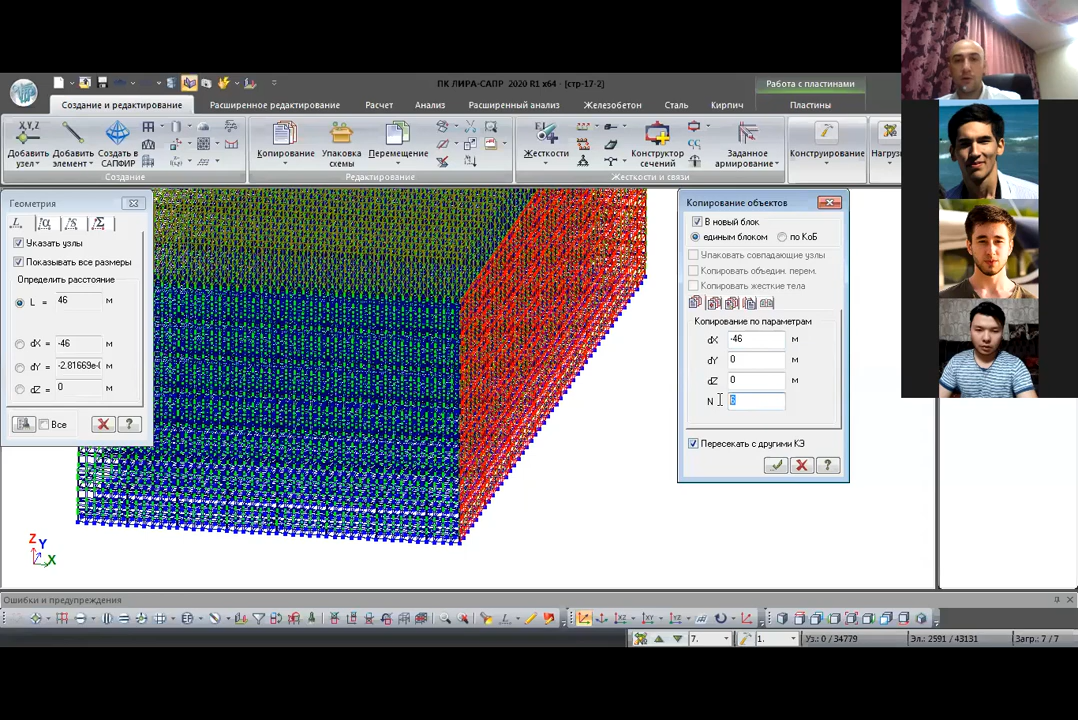 ПК ЛИРА-САПР 2020 R1 x64 - [стр-17-2]
Работа с пластинами
Создание и редактирование
Расширенное редактирование
Расчет
Анализ
Расширенный анализ
Железобетон
Сталь
Кирпич
Пластины
Добавить узел
Добавить элемент
Создать в САПФИР
Копирование
Упаковка схемы
Перемещение
Жесткости
Конструктор сечений
Заданное армирование
Конструирование
Нагруз
Создание
Редактирование
Жесткости и связи
Геометрия
Указать узлы
Показывать все размеры
Определить расстояние
L = 46 м
dX = -46 м
dY = -2.81669e-( м
dZ = 0 м
Все
Копирование объектов
В новый блок
единым блоком
по КоБ
Упаковать совпадающие узлы
Копировать объедин. перем.
Копировать жесткие тела
Копирование по параметрам
dX -46 м
dY 0 м
dZ 0 м
N 6
Пересекать с другими КЭ
Z
Y
X
Ошибки и предупреждения
7.
1.
Уз.: 0 / 34779
Эл.: 2591 / 43131
Загр.: 7 / 7